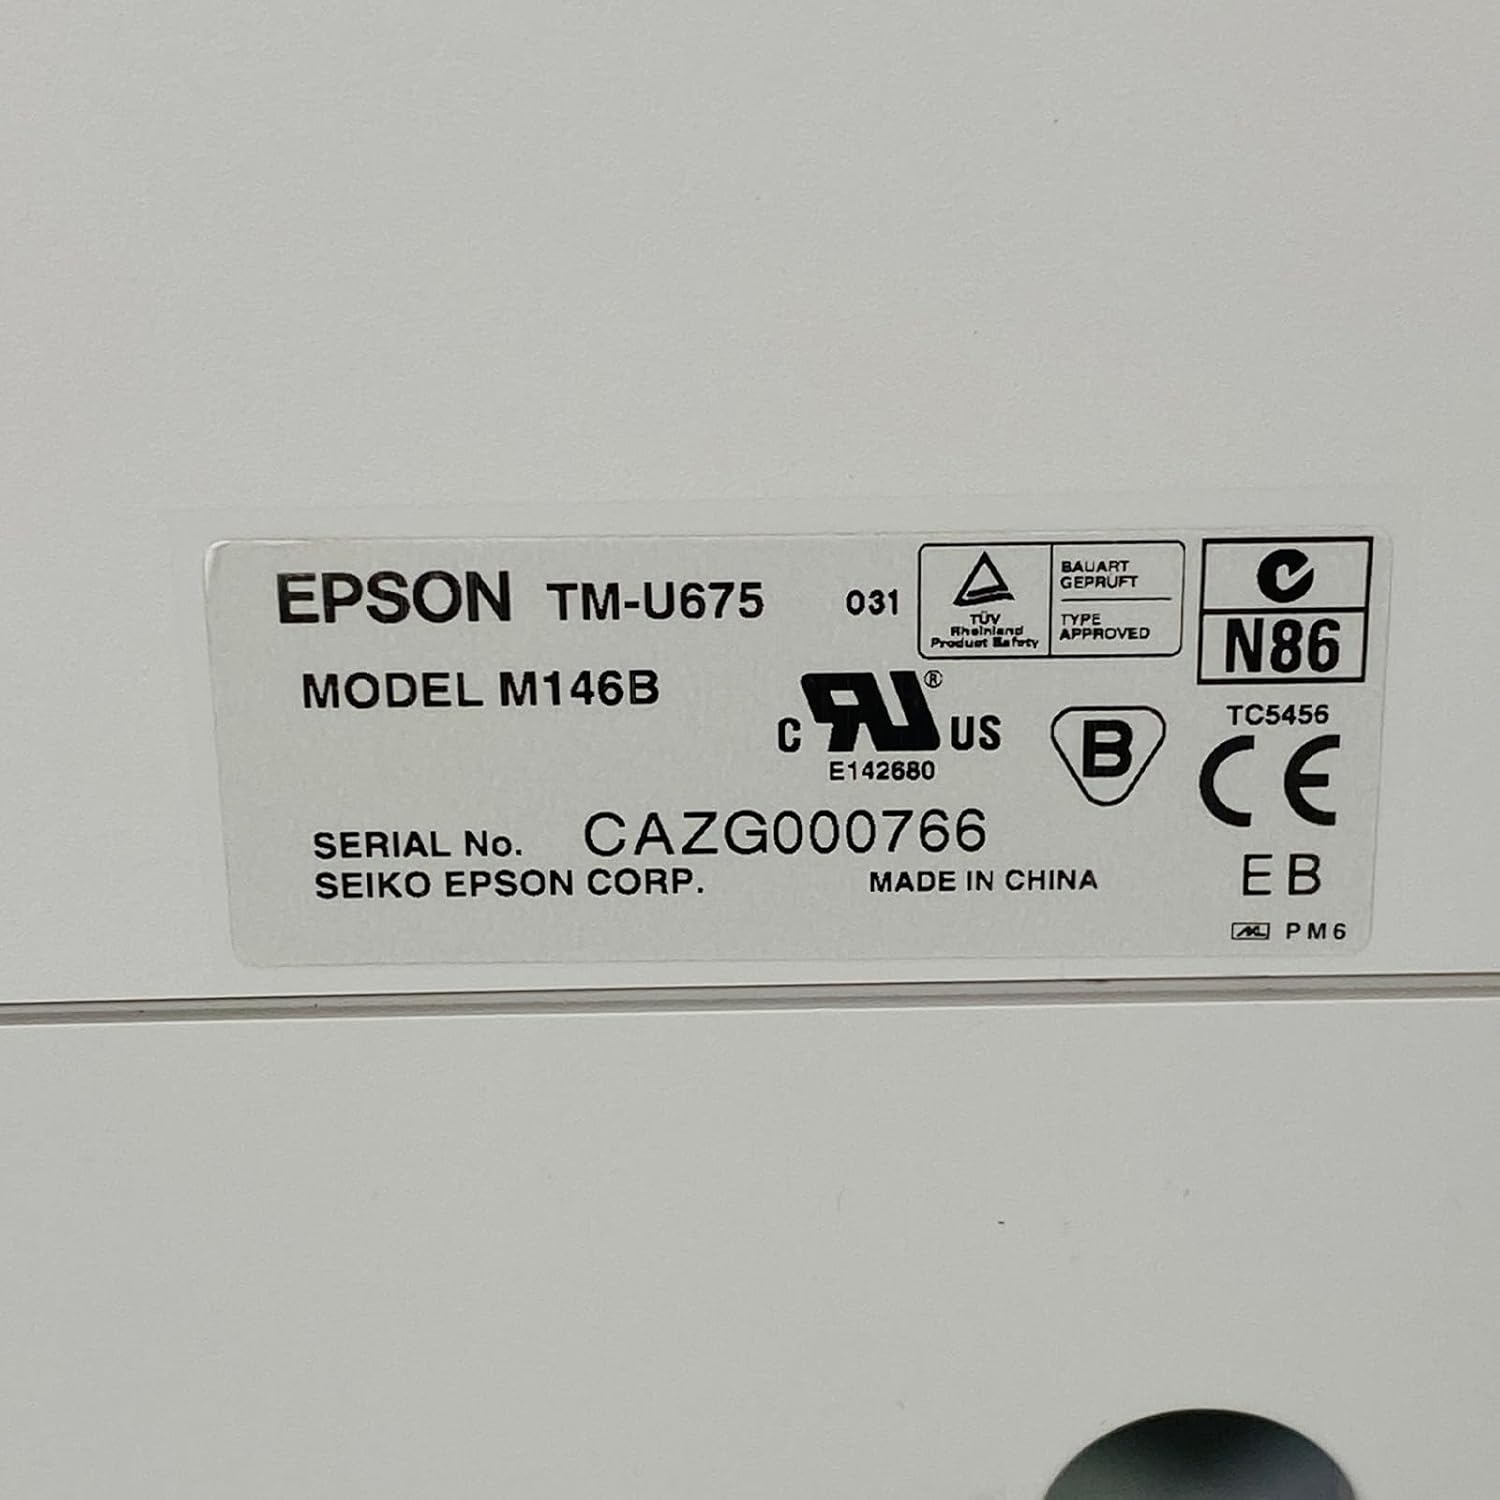 EPSON TM-U675 031
TÜV
Rheinland
Product Safety
BAUART
GEPRÜFT
TYPE
APPROVED
N86
MODEL M146B
C RU® US
E142680
B
TC5456
CE
SERIAL No. CAZG000766
SEIKO EPSON CORP. MADE IN CHINA
EB
PM6